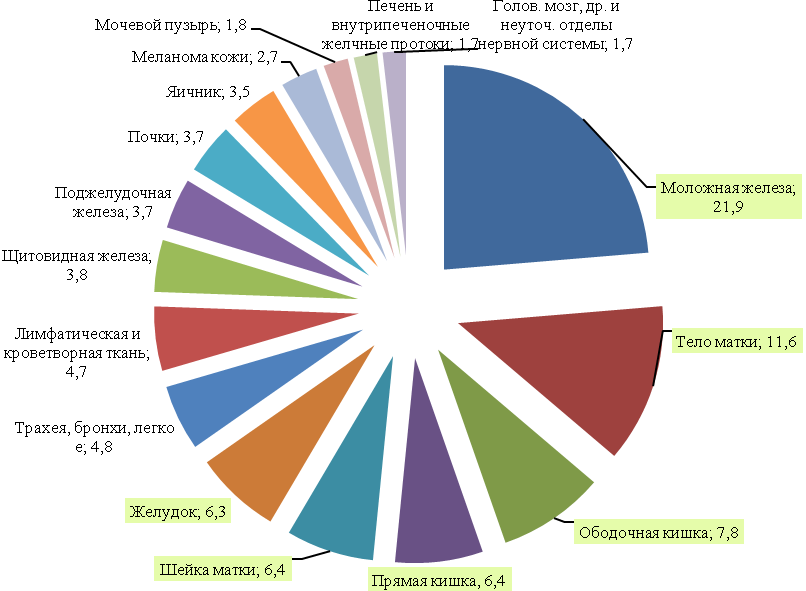 Моложная железа;
21,9
Тело матки; 11,6
Ободочная кишка; 7,8
Прямая кишка, 6,4
Шейка матки; 6,4
Желудок; 6,3
Трахея, бронхи, легко
е; 4,8
Лимфатическая и
кроветворная ткань;
4,7
Щитовидная железа;
3,8
Поджелудочная
железа; 3,7
Почки; 3,7
Яичник; 3,5
Меланома кожи; 2,7
Мочевой пузырь; 1,8
Печень и
внутрипеченочные
желчные протоки; 1,7
Голов. мозг, др. и
неуточ. отделы
нервной системы; 1,7